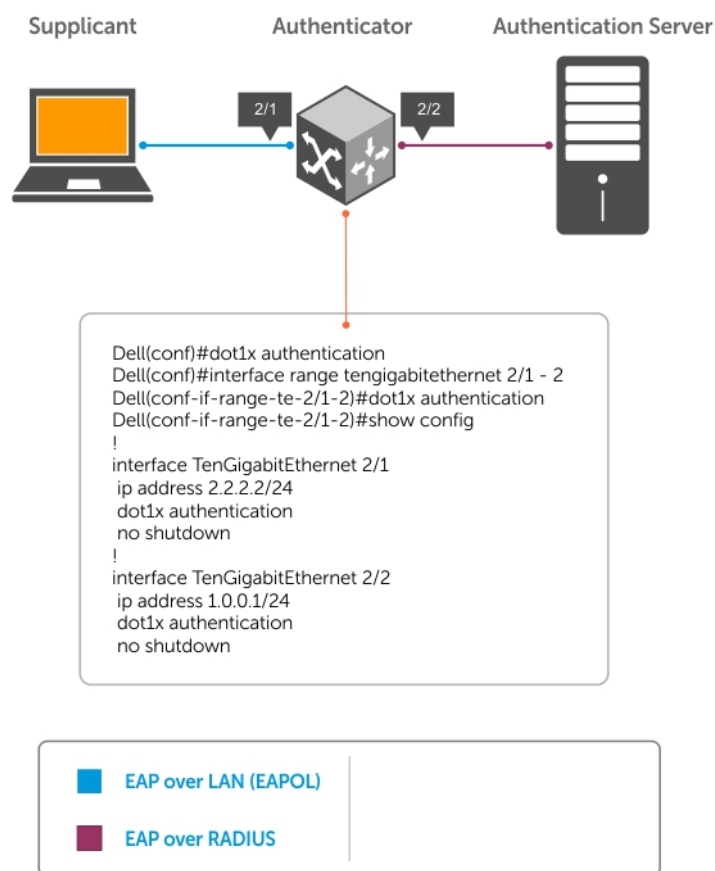 Supplicant
Authenticator
Authentication Server
2/1
2/2
Dell(conf)#dot1x authentication
Dell(conf)#interface range tengigabitethernet 2/1 - 2
Dell(conf-if-range-te-2/1-2)#dot1x authentication
Dell(conf-if-range-te-2/1-2)#show config
!
interface TenGigabitEthernet 2/1
ip address 2.2.2.2/24
dot1x authentication
no shutdown
!
interface TenGigabitEthernet 2/2
ip address 1.0.0.1/24
dot1x authentication
no shutdown
EAP over LAN (EAPOL)
EAP over RADIUS